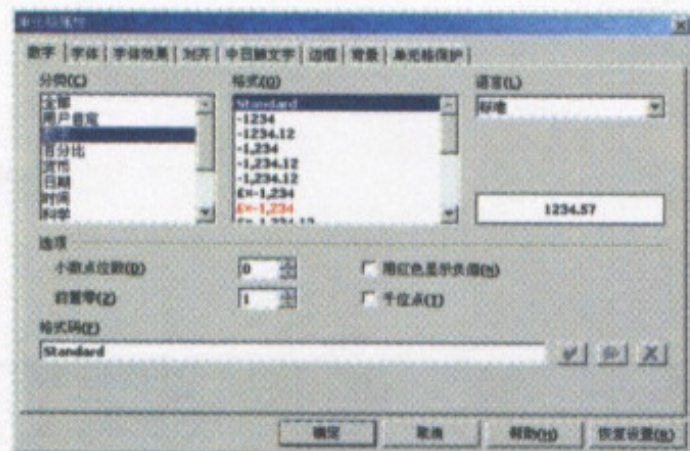 单元格属性
数字 字体 字体效果 对齐 中日韩文字 边框 背景 单元格保护
分类(C) 格式(O) 语言(L)
全部
用户自定
百分比
货币
日期
时间
科学
Standard
-1234
-1234.12
-1,234
-1,234.12
-1,234.12
-1,234
标准
1234.57
选项
小数点位数(D) 0 用红色显示负值(N)
前置零(Z) 1 千位点(T)
格式码(F)
Standard
确定 取消 帮助(H) 恢复设置(R)